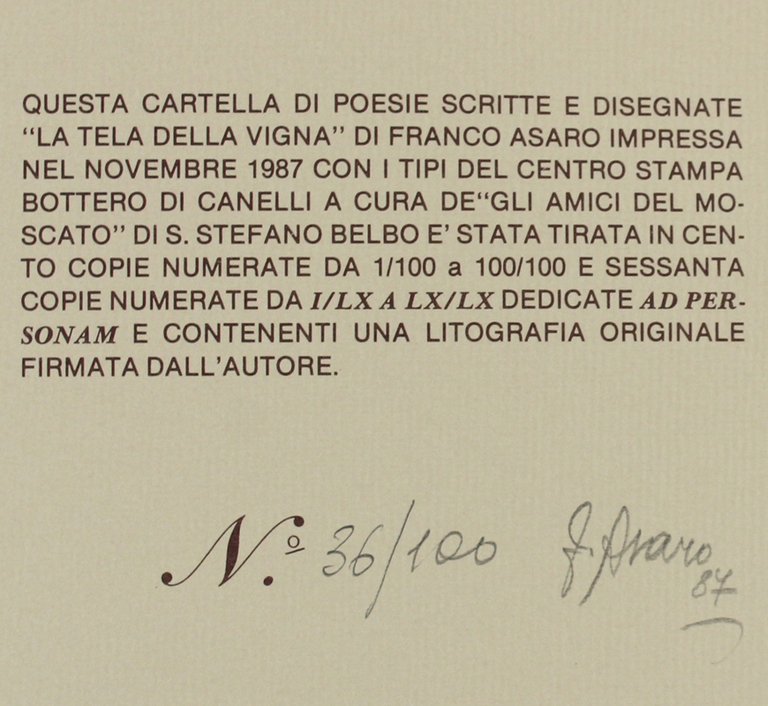 QUESTA CARTELLA DI POESIE SCRITTE E DISEGNATE
"LA TELA DELLA VIGNA" DI FRANCO ASARO IMPRESSA
NEL NOVEMBRE 1987 CON I TIPI DEL CENTRO STAMPA
BOTTERO DI CANELLI A CURA DE"GLI AMICI DEL MO-
SCATO" DI S. STEFANO BELBO E' STATA TIRATA IN CEN-
TO COPIE NUMERATE DA 1/100 a 100/100 E SESSANTA
COPIE NUMERATE DA I/LX A LX/LX DEDICATE AD PER-
SONAM E CONTENENTI UNA LITOGRAFIA ORIGINALE
FIRMATA DALL'AUTORE.
N.º 36/100 F. Asaro
87